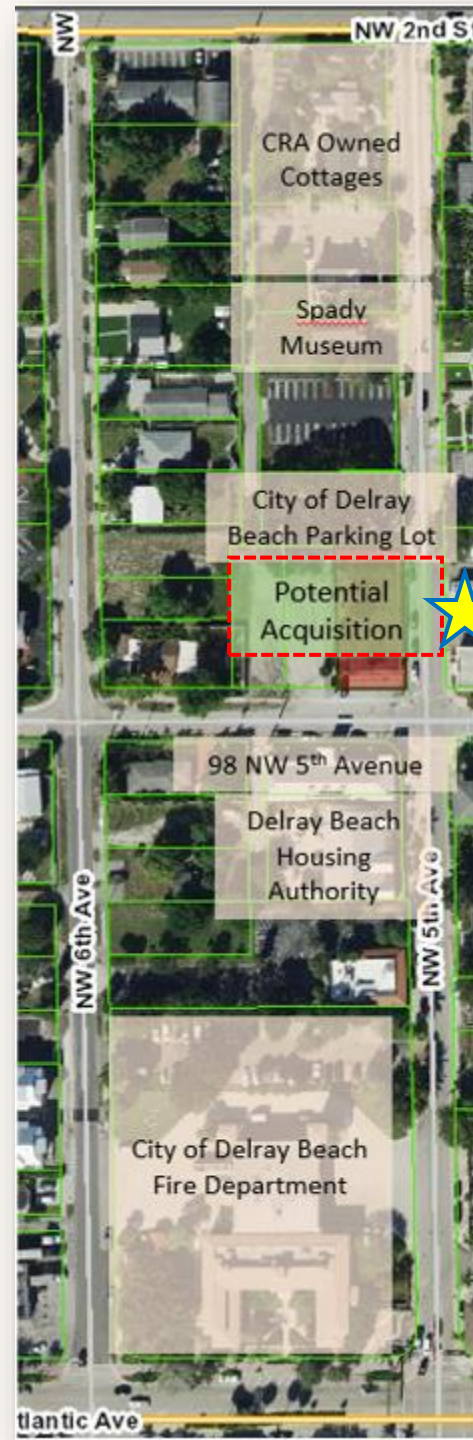 NW
NW 2nd S
CRA Owned
Cottages
Spady
Museum
City of Delray
Beach Parking Lot
Potential
Acquisition
98 NW 5th Avenue
Delray Beach
Housing
Authority
NW 6th Ave
NW 5th Ave
City of Delray Beach
Fire Department
tlantic Ave